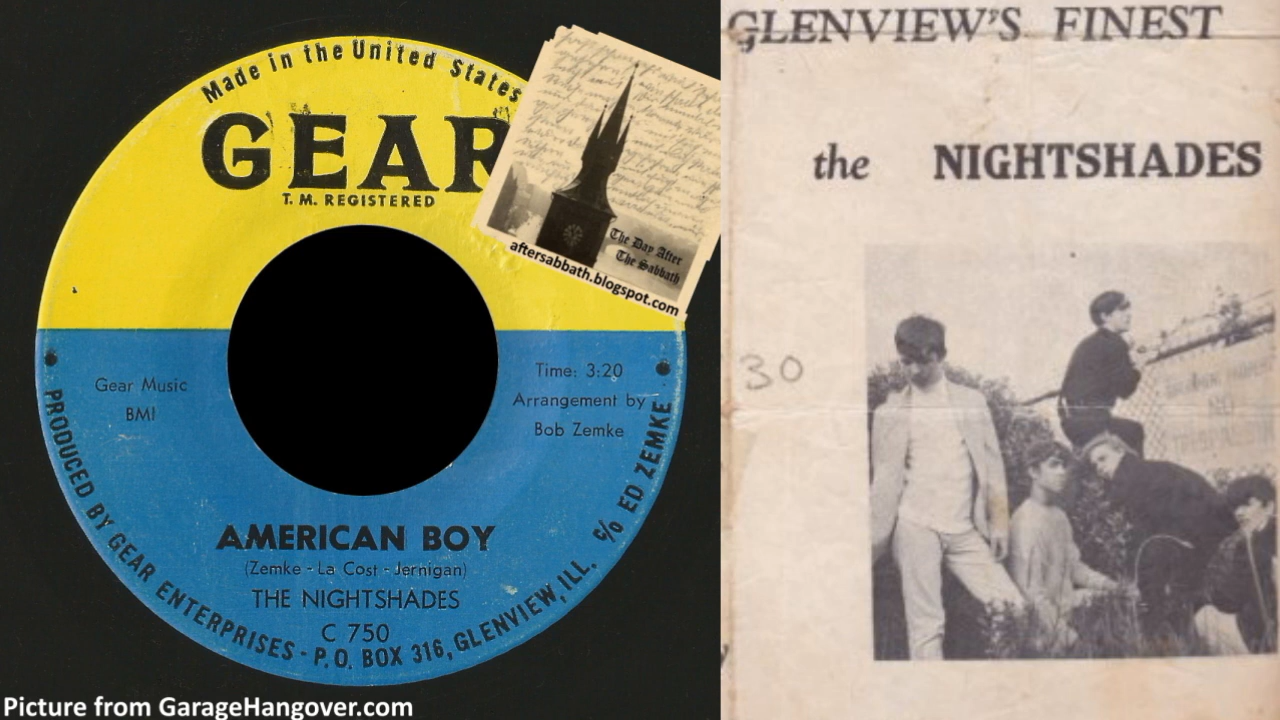 Made in the United States
GEAR
T. M. REGISTERED
Gear Music
BMI
Time: 3:20
Arrangement by
Bob Zemke
AMERICAN BOY
(Zemke - La Cost - Jernigan)
THE NIGHTSHADES
C 750
PRODUCED BY GEAR ENTERPRISES - P.O. BOX 316, GLENVIEW, ILL. c/o ED ZEMKE
The Day After
The Sabbath
aftersabbath.blogspot.com
Picture from GarageHangover.com
GLENVIEW'S FINEST
the NIGHTSHADES
30
NO